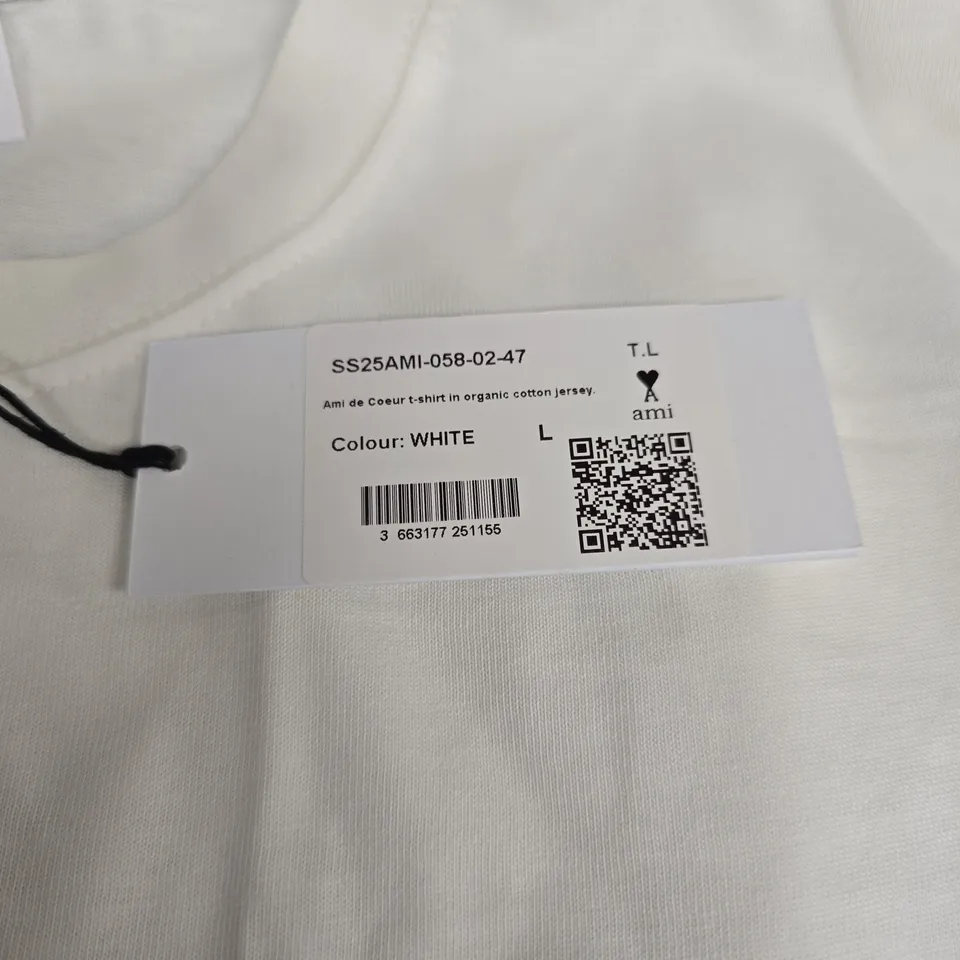 SS25AMI-058-02-47
T.L
Ami de Coeur t-shirt in organic cotton jersey.
A
ami
Colour: WHITE
L
3 663177 251155